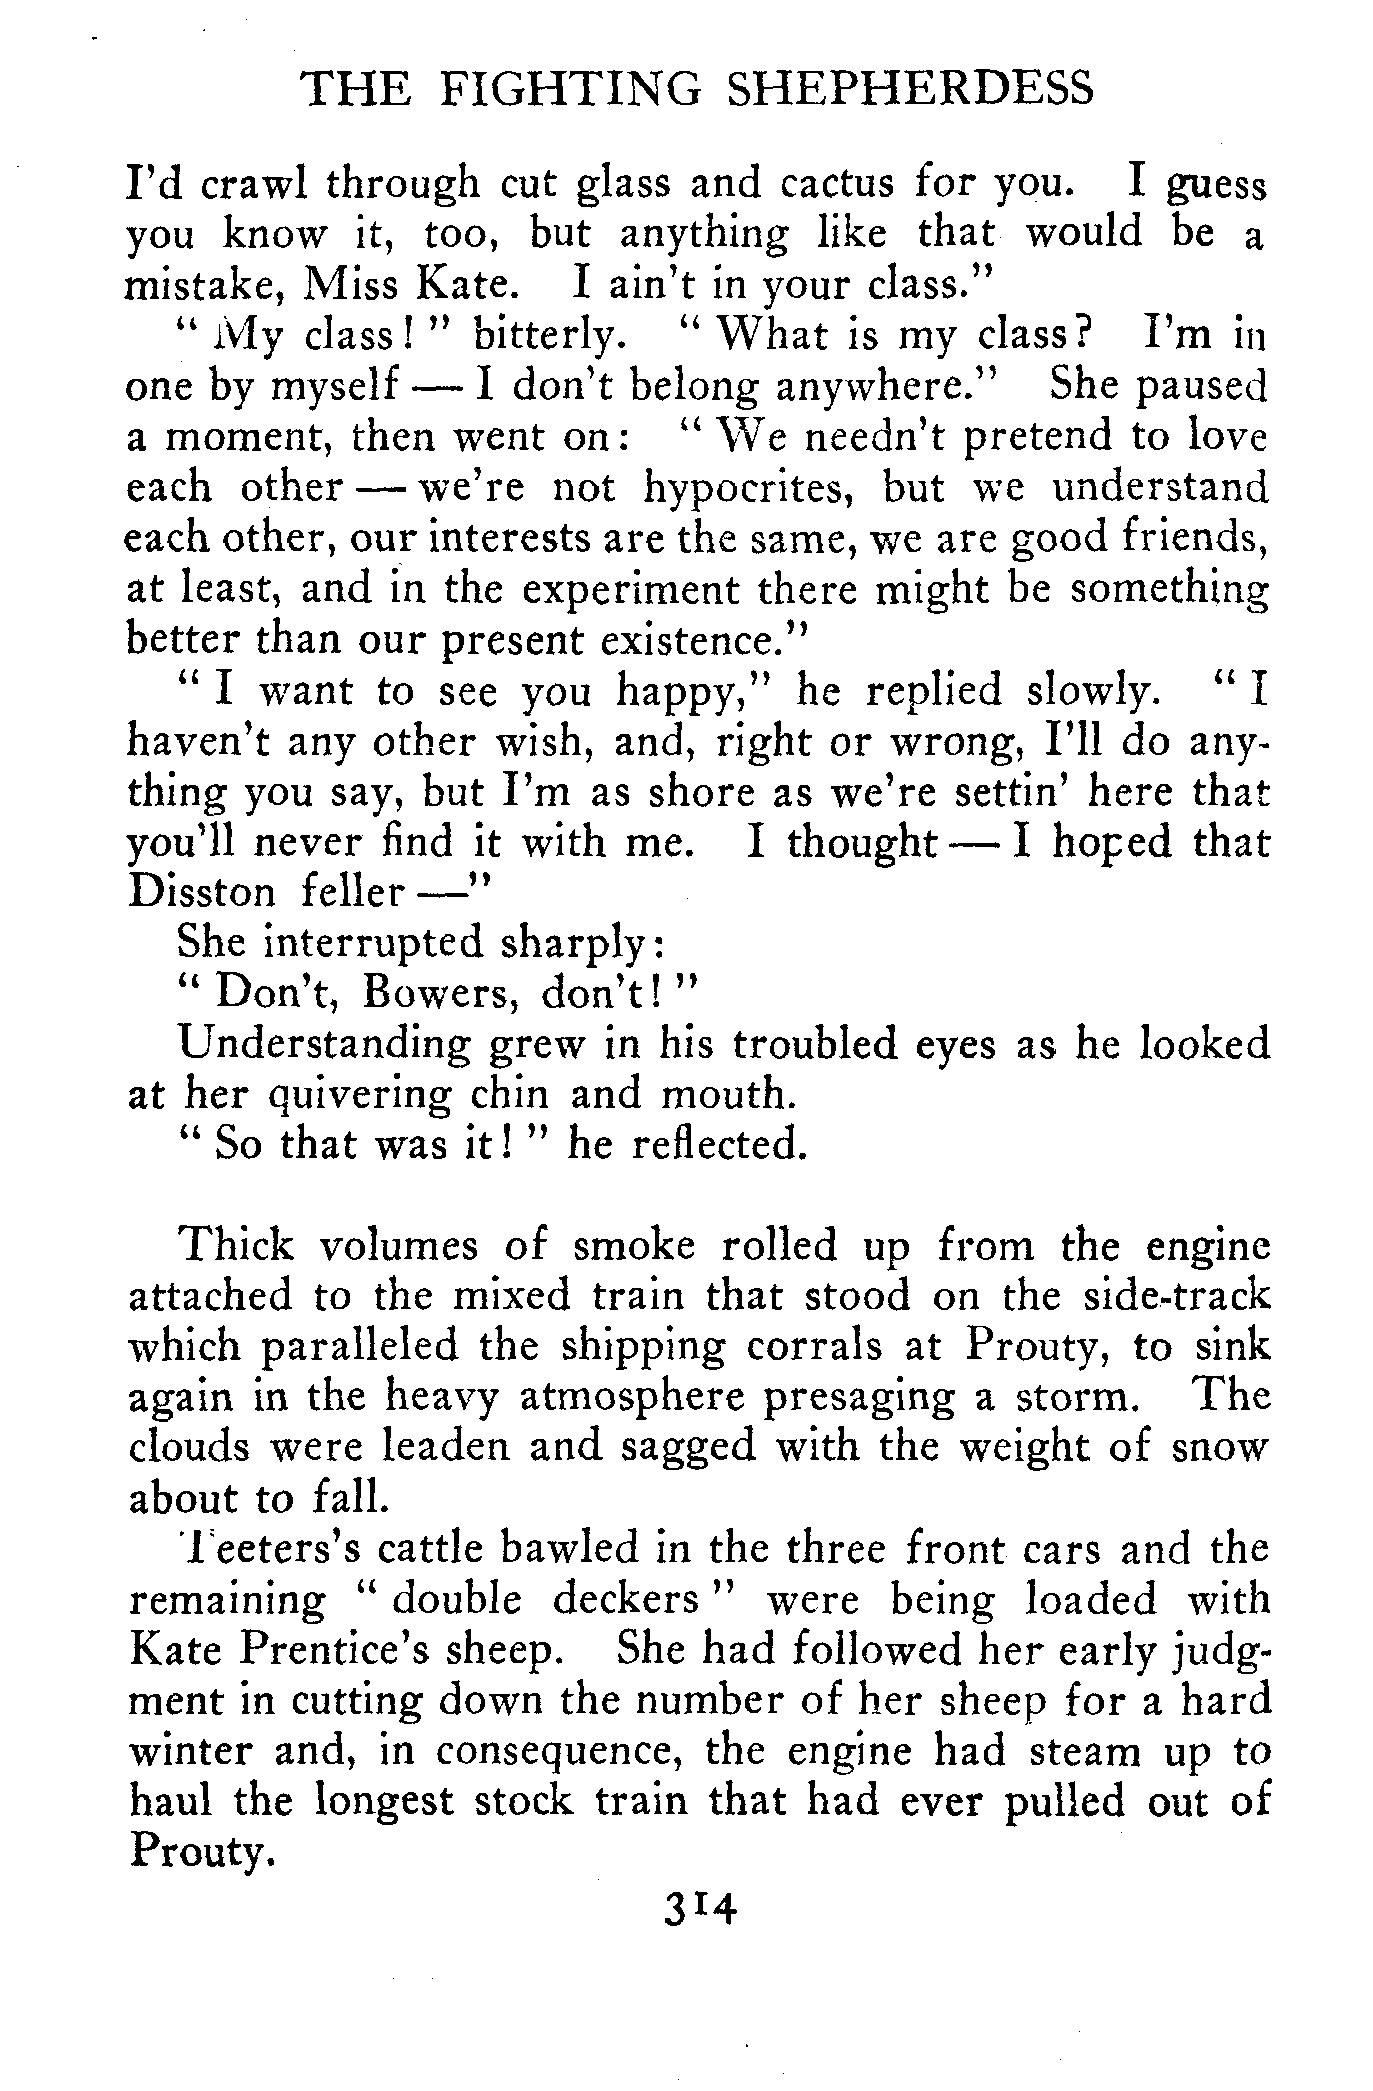 THE FIGHTING SHEPHERDESS
I'd crawl through cut glass and cactus for you. I guess
you know it, too, but anything like that would be a
mistake, Miss Kate. I ain't in your class."
" My class! " bitterly. " What is my class? I'm in
one by myself — I don't belong anywhere." She paused
a moment, then went on: " We needn't pretend to love
each other — we're not hypocrites, but we understand
each other, our interests are the same, we are good friends,
at least, and in the experiment there might be something
better than our present existence."
" I want to see you happy," he replied slowly. " I
haven't any other wish, and, right or wrong, I'll do any-
thing you say, but I'm as shore as we're settin' here that
you'll never find it with me. I thought — I hoped that
Disston feller —"
She interrupted sharply:
" Don't, Bowers, don't! "
Understanding grew in his troubled eyes as he looked
at her quivering chin and mouth.
" So that was it! " he reflected.
Thick volumes of smoke rolled up from the engine
attached to the mixed train that stood on the side-track
which paralleled the shipping corrals at Prouty, to sink
again in the heavy atmosphere presaging a storm. The
clouds were leaden and sagged with the weight of snow
about to fall.
Teeters's cattle bawled in the three front cars and the
remaining " double deckers " were being loaded with
Kate Prentice's sheep. She had followed her early judg-
ment in cutting down the number of her sheep for a hard
winter and, in consequence, the engine had steam up to
haul the longest stock train that had ever pulled out of
Prouty.
314